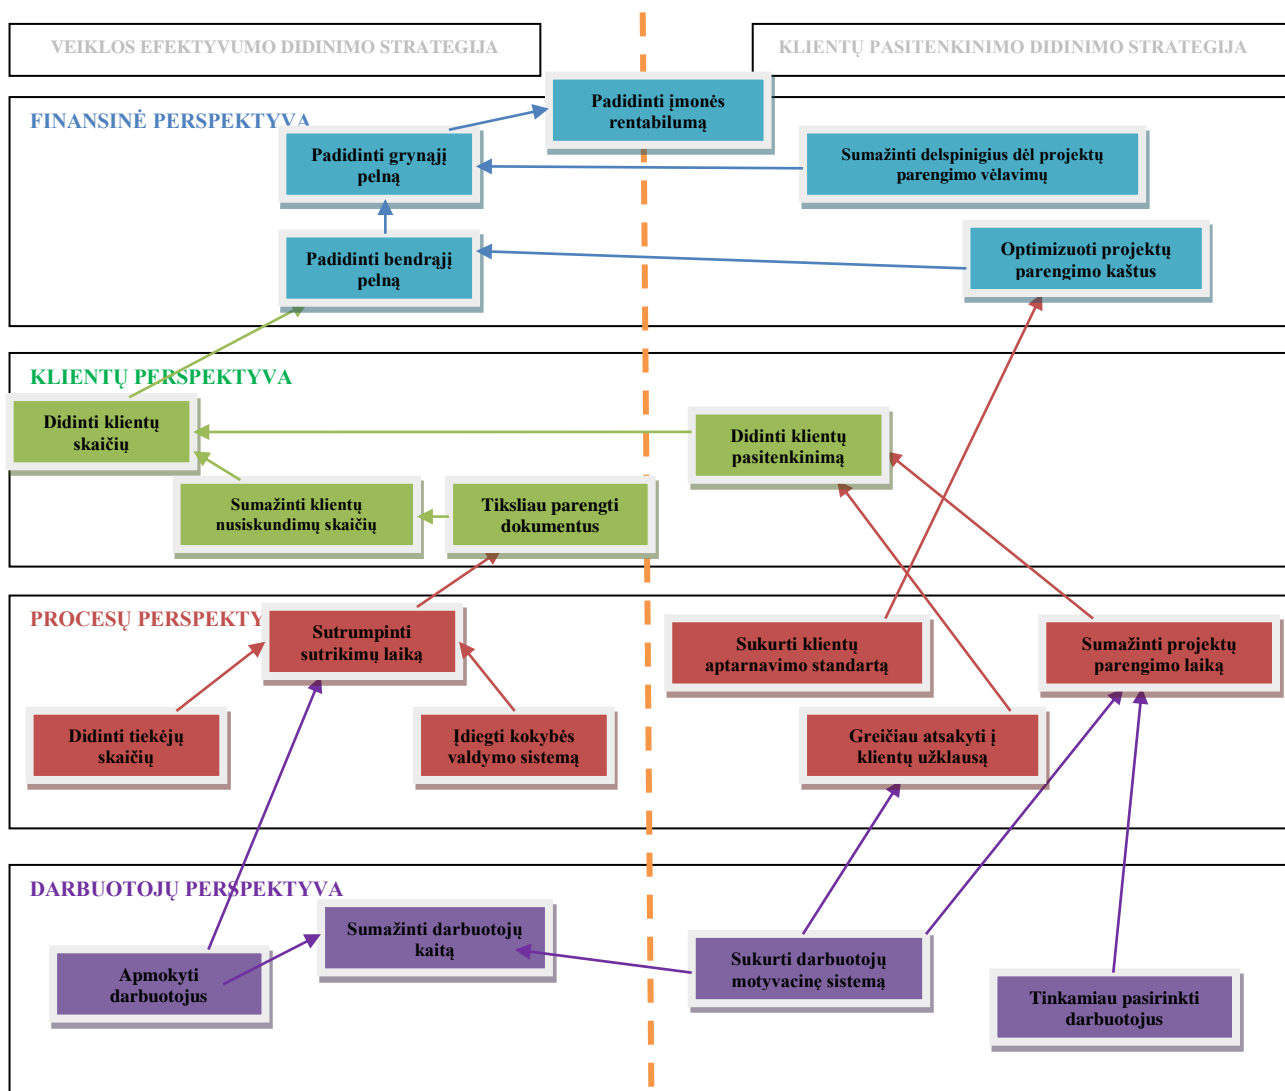 VEIKLOS EFEKTYVUMO DIDINIMO STRATEGIJA
KLIENTŲ PASITENKINIMO DIDINIMO STRATEGIJA
FINANSINĖ PERSPEKTYVA
Padidinti įmonės
rentabilumą
Padidinti grynąjį
pelną
Sumažinti delspinigius dėl projektų
parengimo vėlavimų
Padidinti bendrąjį
pelną
Optimizuoti projektų
parengimo kaštus
KLIENTŲ PERSPEKTYVA
Didinti klientų
skaičių
Didinti klientų
pasitenkinimą
Sumažinti klientų
nusiskundimų skaičių
Tiksliau parengti
dokumentus
PROCESŲ PERSPEKTY
Sutrumpinti
sutrikimų laiką
Sukurti klientų
aptarnavimo standartą
Sumažinti projektų
parengimo laiką
Didinti tiekėjų
skaičių
Įdiegti kokybės
valdymo sistemą
Greičiau atsakyti į
klientų užklausą
DARBUOTOJŲ PERSPEKTYVA
Sumažinti darbuotojų
kaitą
Apmokyti
darbuotojus
Sukurti darbuotojų
motyvacinę sistemą
Tinkamiau pasirinkti
darbuotojus